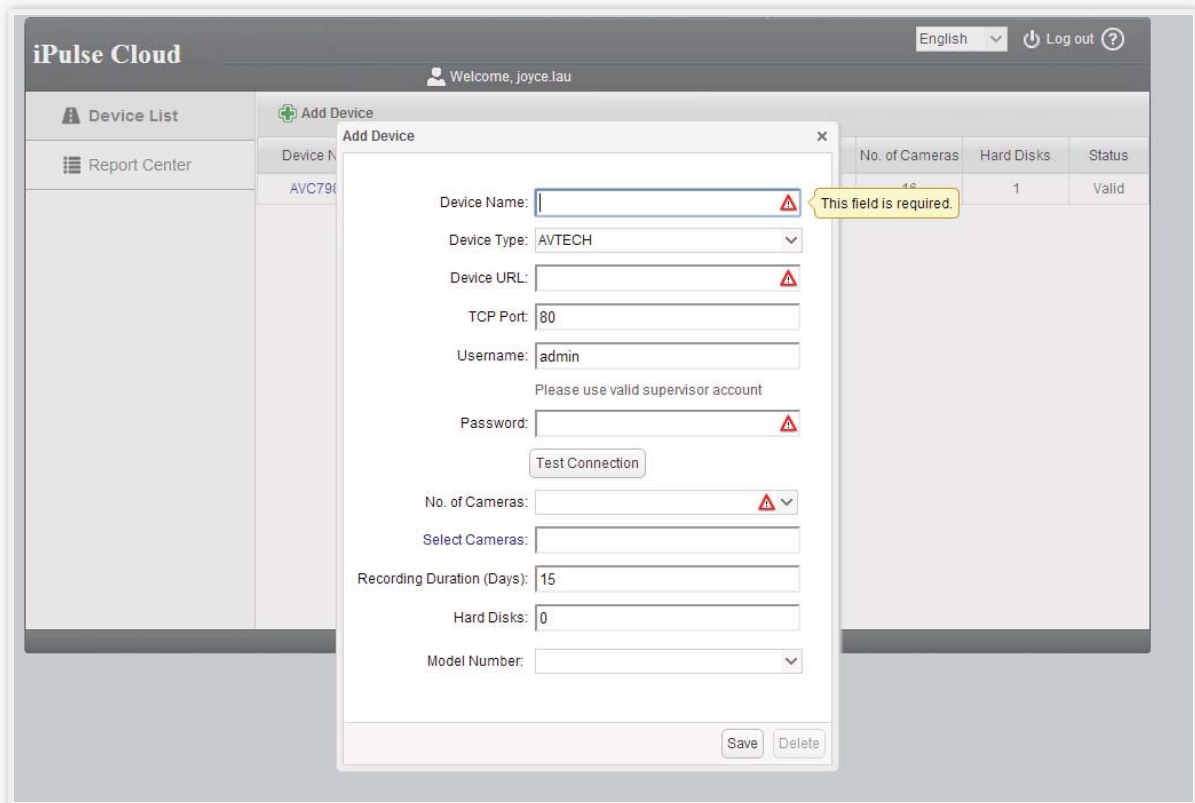 iPulse Cloud
English
Log out ?
Welcome, joyce.lau
Device List
Report Center
Add Device
Device N
No. of Cameras Hard Disks Status
AVC798
1 Valid
Add Device
Device Name:
This field is required.
Device Type: AVTECH
Device URL:
TCP Port: 80
Username: admin
Please use valid supervisor account
Password:
Test Connection
No. of Cameras:
Select Cameras:
Recording Duration (Days): 15
Hard Disks: 0
Model Number:
Save Delete